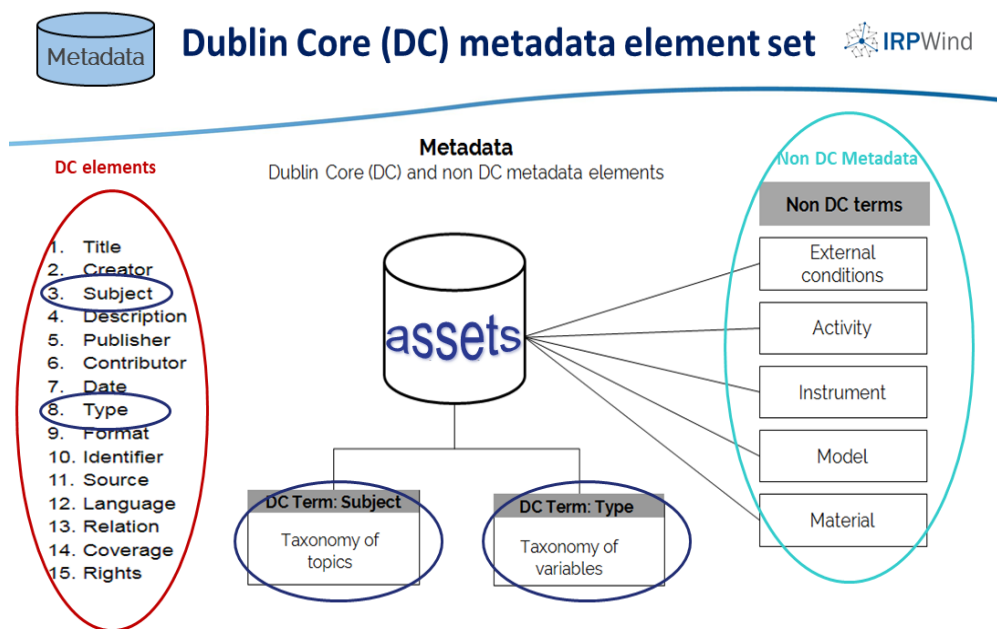 Metadata
Dublin Core (DC) metadata element set
IRPWind
DC elements
1. Title
2. Creator
3. Subject
4. Description
5. Publisher
6. Contributor
7. Date
8. Type
9. Format
10. Identifier
11. Source
12. Language
13. Relation
14. Coverage
15. Rights
Metadata
Dublin Core (DC) and non DC metadata elements
assets
DC Term: Subject
Taxonomy of
topics
DC Term: Type
Taxonomy of
variables
Non DC Metadata
Non DC terms
External
conditions
Activity
Instrument
Model
Material